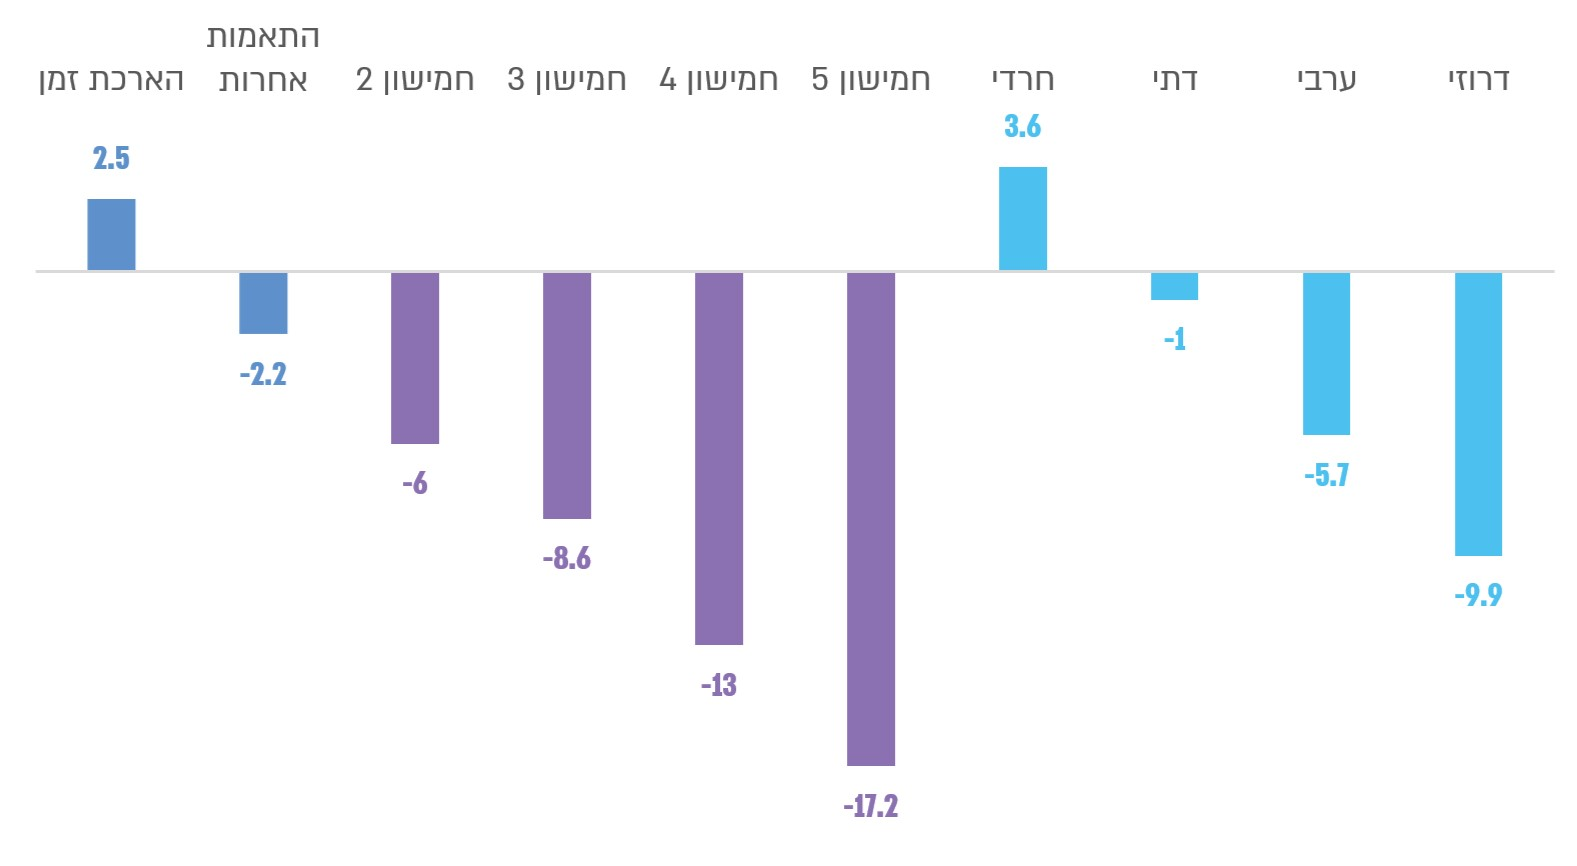 התאמות
הארכת זמן
אחרות
חמישון 2
חמישון 3
חמישון 4
חמישון 5
חרדי
דתי
ערבי
דרוזי
2.5
-2.2
-6
-8.6
-13
-17.2
3.6
-1
-5.7
-9.9